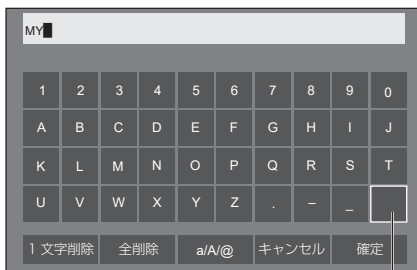 MY
1 2 3 4 5 6 7 8 9 0
A B C D E F G H I J
K L M N O P Q R S T
U V W X Y Z . – _
1 文字削除 全削除 a/A/@ キャンセル 確定